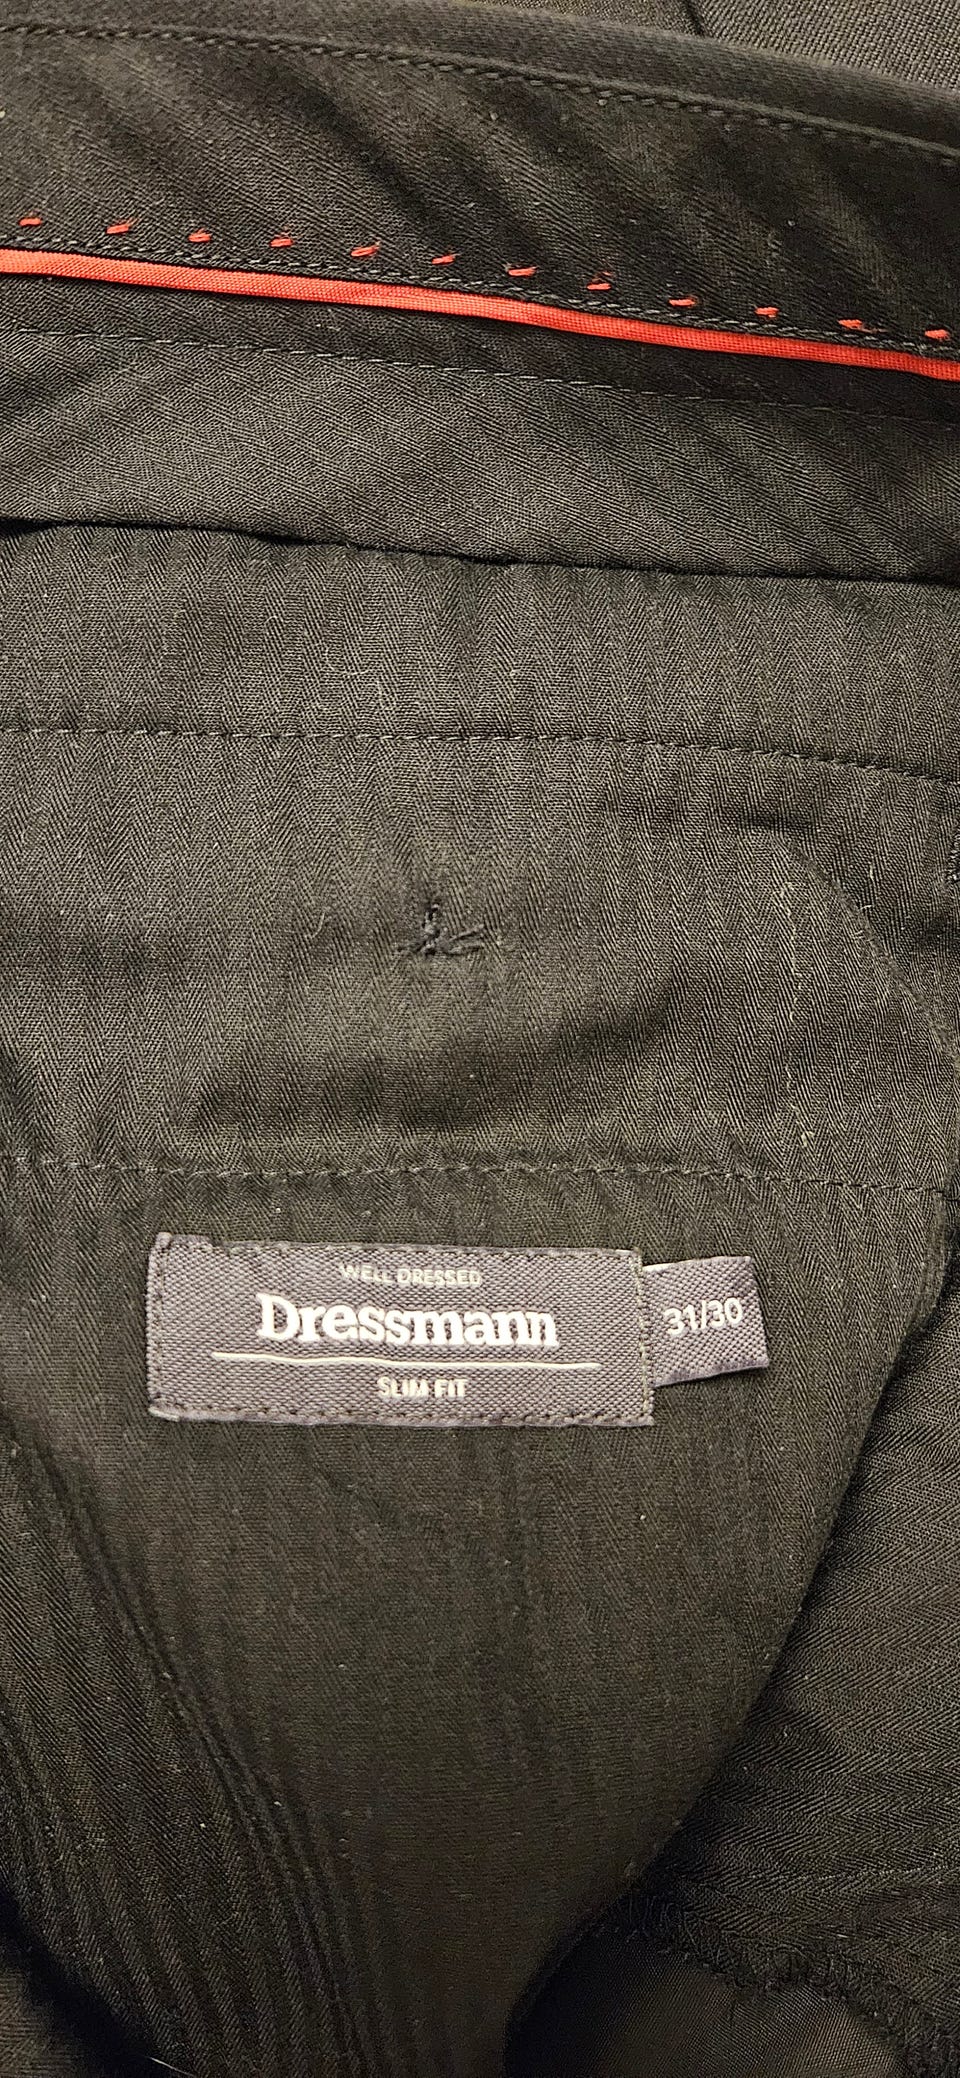 WELL DRESSED
Dressmann
SLIM FIT
31/30